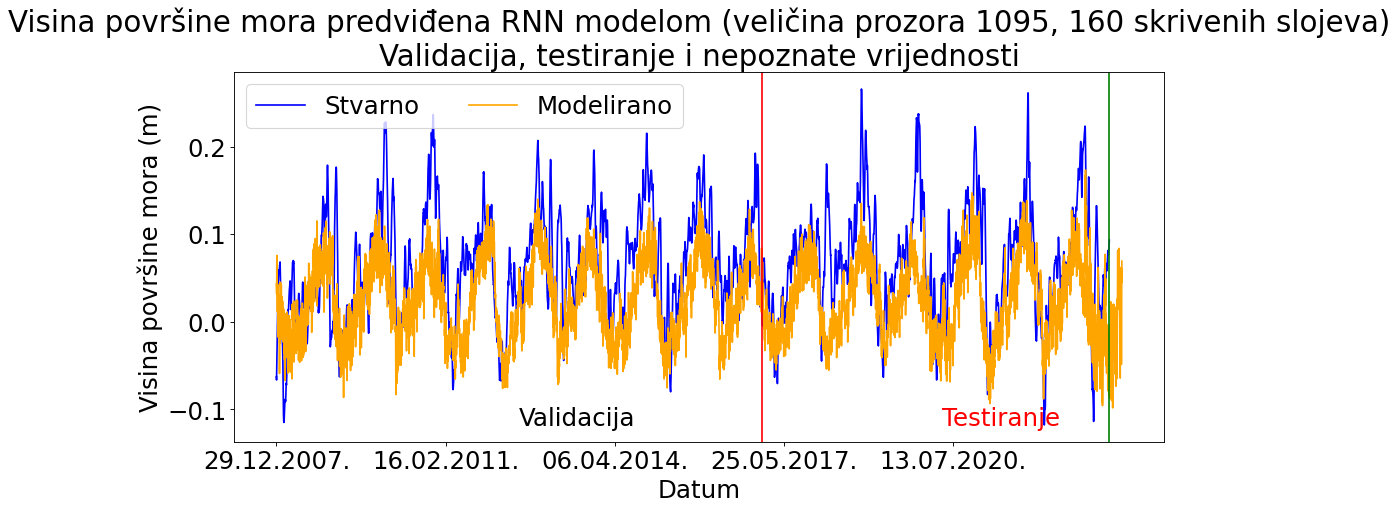 Visina površine mora predviđena RNN modelom (veličina prozora 1095, 160 skrivenih slojeva)
Validacija, testiranje i nepoznate vrijednosti
Stvarno
Modelirano
Visina površine mora (m)
0.2
0.1
0.0
−0.1
Validacija
Testiranje
29.12.2007.
16.02.2011.
06.04.2014.
25.05.2017.
13.07.2020.
Datum